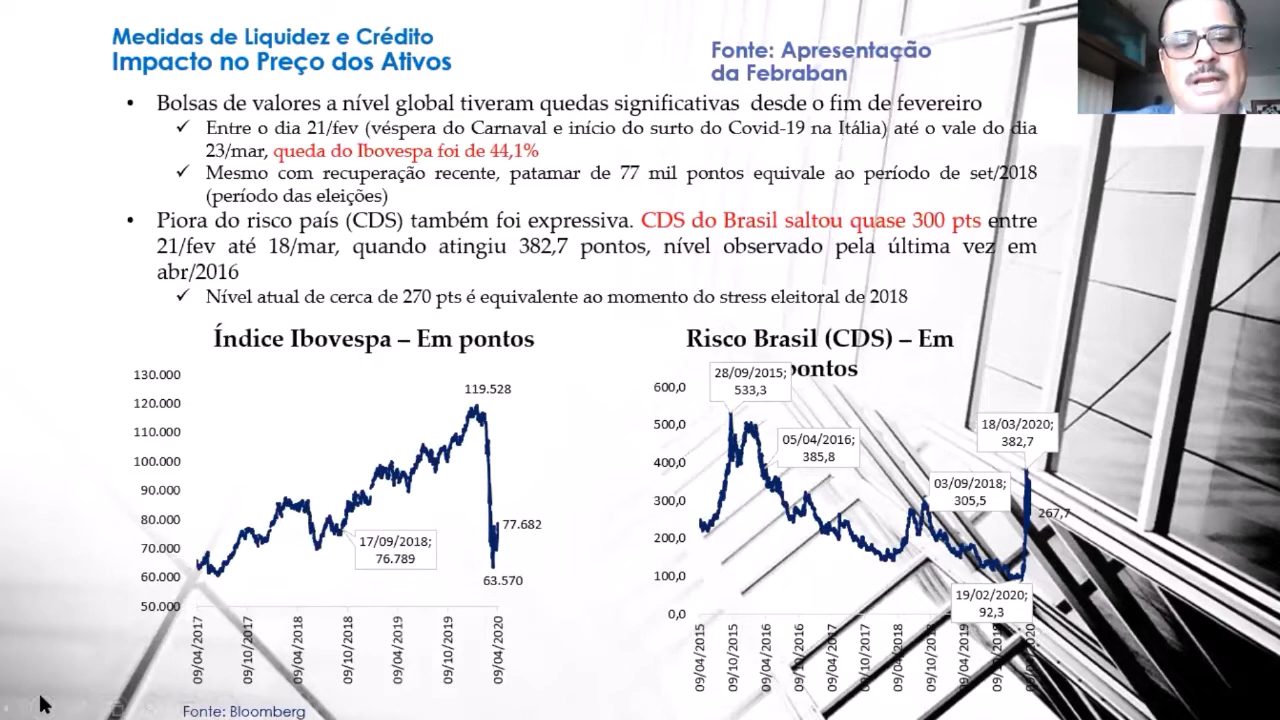 Medidas de Liquidez e Crédito
Impacto no Preço dos Ativos
Fonte: Apresentação
da Febraban
• Bolsas de valores a nível global tiveram quedas significativas desde o fim de fevereiro
✓ Entre o dia 21/fev (véspera do Carnaval e início do surto do Covid-19 na Itália) até o vale do dia
23/mar, queda do Ibovespa foi de 44,1%
✓ Mesmo com recuperação recente, patamar de 77 mil pontos equivale ao período de set/2018
(período das eleições)
• Piora do risco país (CDS) também foi expressiva. CDS do Brasil saltou quase 300 pts entre
21/fev até 18/mar, quando atingiu 382,7 pontos, nível observado pela última vez em
abr/2016
✓ Nível atual de cerca de 270 pts é equivalente ao momento do stress eleitoral de 2018
Índice Ibovespa – Em pontos
130.000
120.000
110.000
100.000
90.000
80.000
70.000
60.000
50.000
119.528
77.682
17/09/2018;
76.789
63.570
09/04/2017
09/10/2017
09/04/2018
09/10/2018
09/04/2019
09/10/2019
09/04/2020
Fonte: Bloomberg
Risco Brasil (CDS) – Em
pontos
600,0
500,0
400,0
300,0
200,0
100,0
0,0
28/09/2015;
533,3
05/04/2016;
385,8
03/09/2018;
305,5
18/03/2020;
382,7
267,7
19/02/2020;
92,3
09/04/2015
09/10/2015
09/04/2016
09/10/2016
09/04/2017
09/10/2017
09/04/2018
09/04/2019